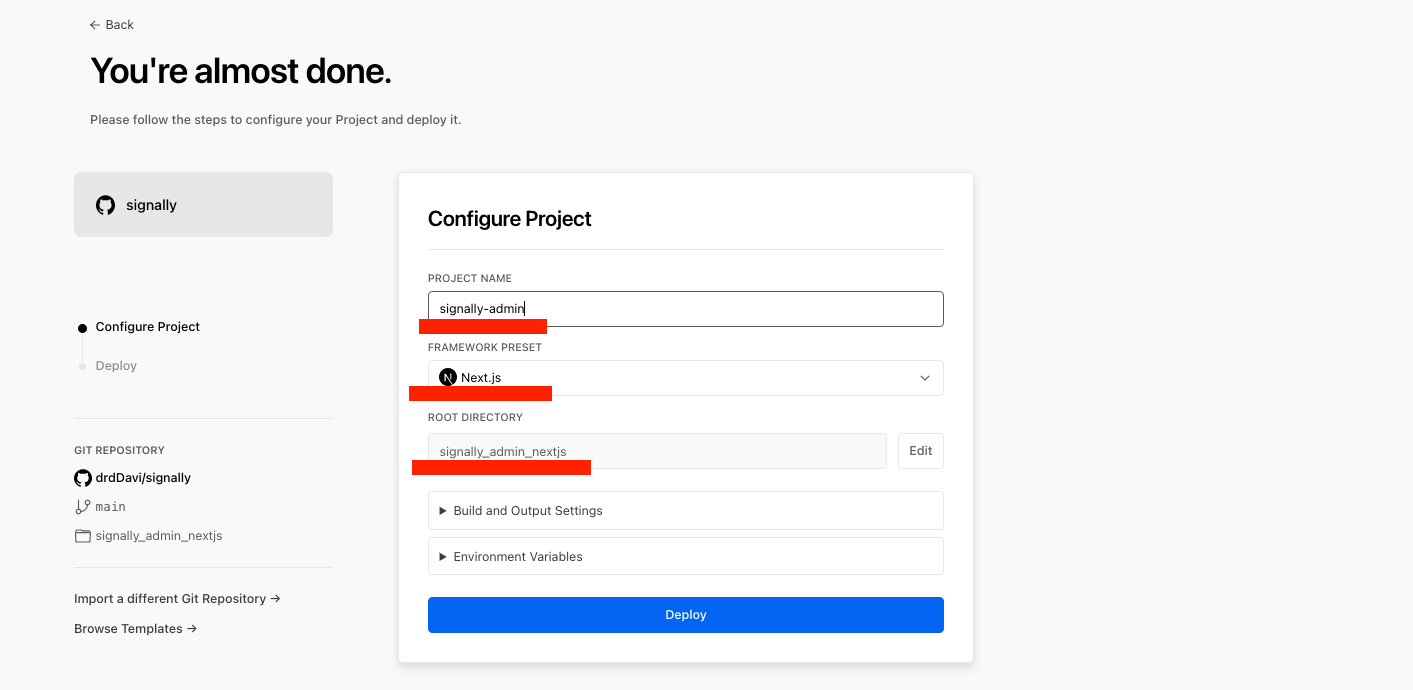 ← Back
You're almost done.
Please follow the steps to configure your Project and deploy it.
signally
Configure Project
Deploy
GIT REPOSITORY
drdDavi/signally
main
signally_admin_nextjs
Import a different Git Repository →
Browse Templates →
Configure Project
PROJECT NAME
signally-admin
FRAMEWORK PRESET
N Next.js
ROOT DIRECTORY
signally_admin_nextjs Edit
Build and Output Settings
Environment Variables
Deploy